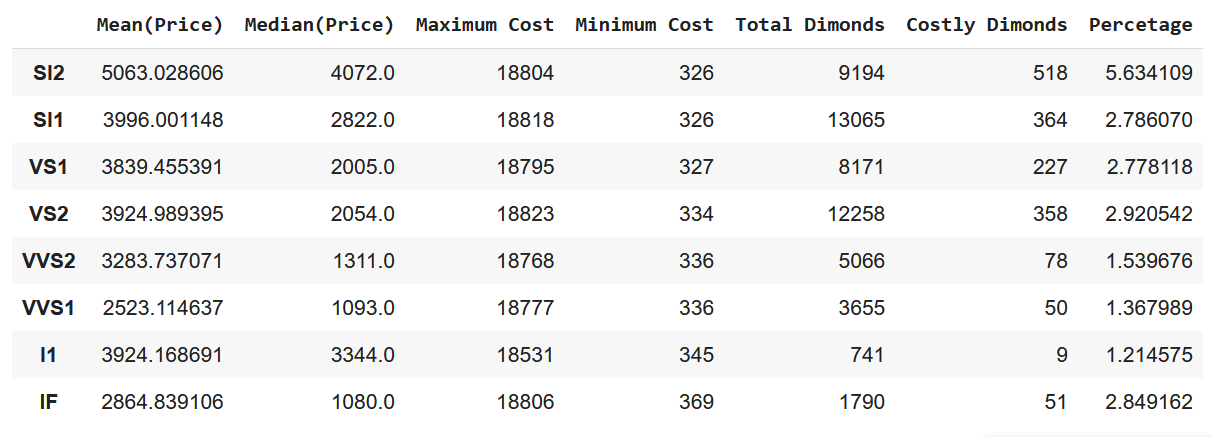 Mean(Price) Median(Price) Maximum Cost Minimum Cost Total Dimonds Costly Dimonds Percetage
SI2 5063.028606 4072.0 18804 326 9194 518 5.634109
SI1 3996.001148 2822.0 18818 326 13065 364 2.786070
VS1 3839.455391 2005.0 18795 327 8171 227 2.778118
VS2 3924.989395 2054.0 18823 334 12258 358 2.920542
VVS2 3283.737071 1311.0 18768 336 5066 78 1.539676
VVS1 2523.114637 1093.0 18777 336 3655 50 1.367989
I1 3924.168691 3344.0 18531 345 741 9 1.214575
IF 2864.839106 1080.0 18806 369 1790 51 2.849162